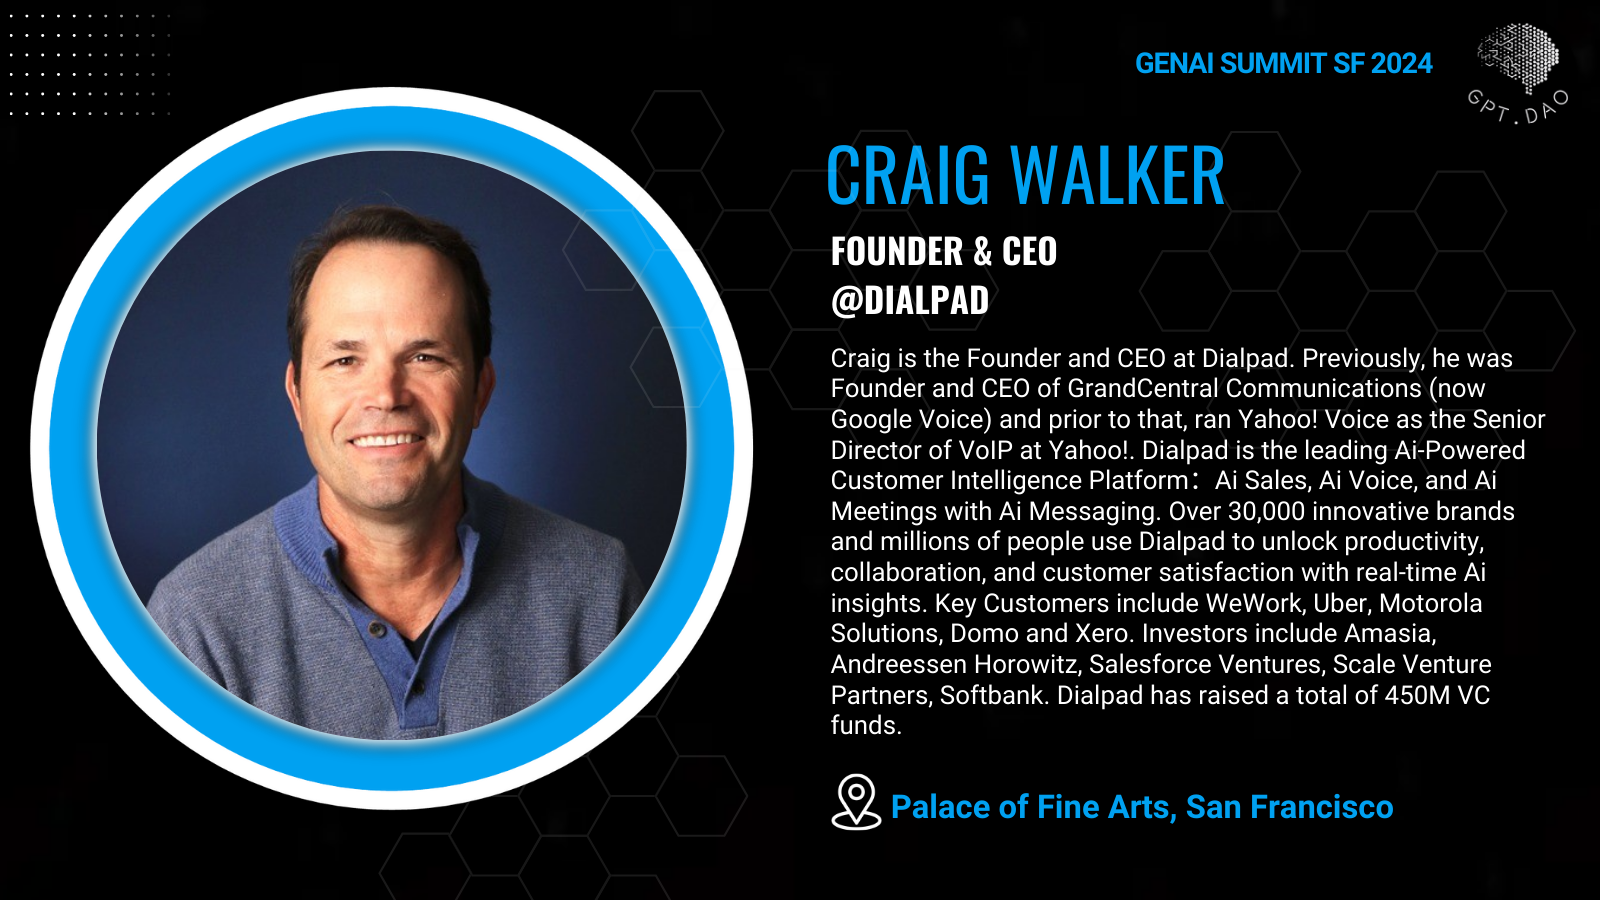 GENAI SUMMIT SF 2024
GPT.DAO
CRAIG WALKER
FOUNDER & CEO
@DIALPAD
Craig is the Founder and CEO at Dialpad. Previously, he was
Founder and CEO of GrandCentral Communications (now
Google Voice) and prior to that, ran Yahoo! Voice as the Senior
Director of VoIP at Yahoo!. Dialpad is the leading Ai-Powered
Customer Intelligence Platform：Ai Sales, Ai Voice, and Ai
Meetings with Ai Messaging. Over 30,000 innovative brands
and millions of people use Dialpad to unlock productivity,
collaboration, and customer satisfaction with real-time Ai
insights. Key Customers include WeWork, Uber, Motorola
Solutions, Domo and Xero. Investors include Amasia,
Andreessen Horowitz, Salesforce Ventures, Scale Venture
Partners, Softbank. Dialpad has raised a total of 450M VC
funds.
Palace of Fine Arts, San Francisco